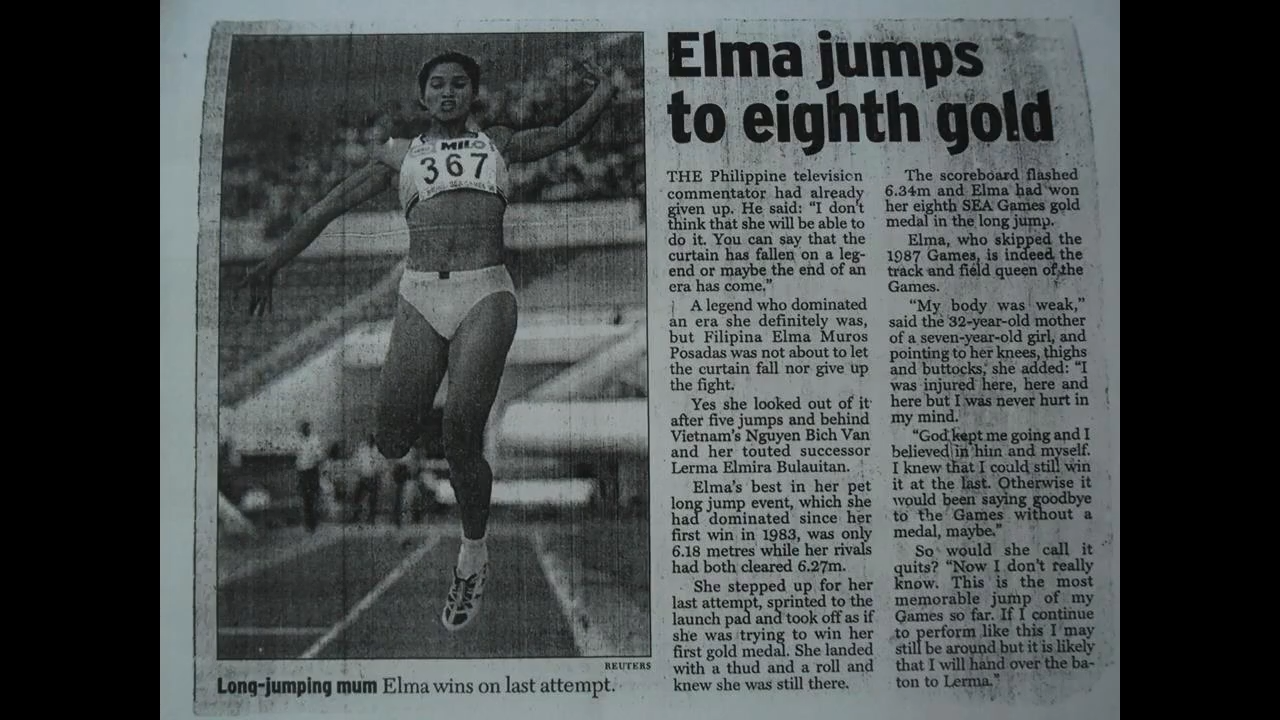 Elma jumps
to eighth gold
MILO
367
REUTERS
Long-jumping mum Elma wins on last attempt.
THE Philippine television
commentator had already
given up. He said: “I don’t
think that she will be able to
do it. You can say that the
curtain has fallen on a leg-
end or maybe the end of an
era has come.”
A legend who dominated
an era she definitely was,
but Filipina Elma Muros
Posadas was not about to let
the curtain fall nor give up
the fight.
Yes she looked out of it
after five jumps and behind
Vietnam’s Nguyen Bich Van
and her touted successor
Lerma Elmira Bulauitan.
Elma’s best in her pet
long jump event, which she
had dominated since her
first win in 1983, was only
6.18 metres while her rivals
had both cleared 6.27m.
She stepped up for her
last attempt, sprinted to the
launch pad and took off as if
she was trying to win her
first gold medal. She landed
with a thud and a roll and
knew she was still there.
The scoreboard flashed
6.34m and Elma had won
her eighth SEA Games gold
medal in the long jump.
Elma, who skipped the
1987 Games, is indeed the
track and field queen of the
Games.
“My body was weak,”
said the 32-year-old mother
of a seven-year-old girl, and
pointing to her knees, thighs
and buttocks, she added: “I
was injured here, here and
here but I was never hurt in
my mind.
“God kept me going and I
believed in him and myself.
I knew that I could still win
it at the last. Otherwise it
would been saying goodbye
to the Games without a
medal, maybe.”
So would she call it
quits? “Now I don’t really
know. This is the most
memorable jump of my
Games so far. If I continue
to perform like this I may
still be around but it is likely
that I will hand over the ba-
ton to Lerma.”